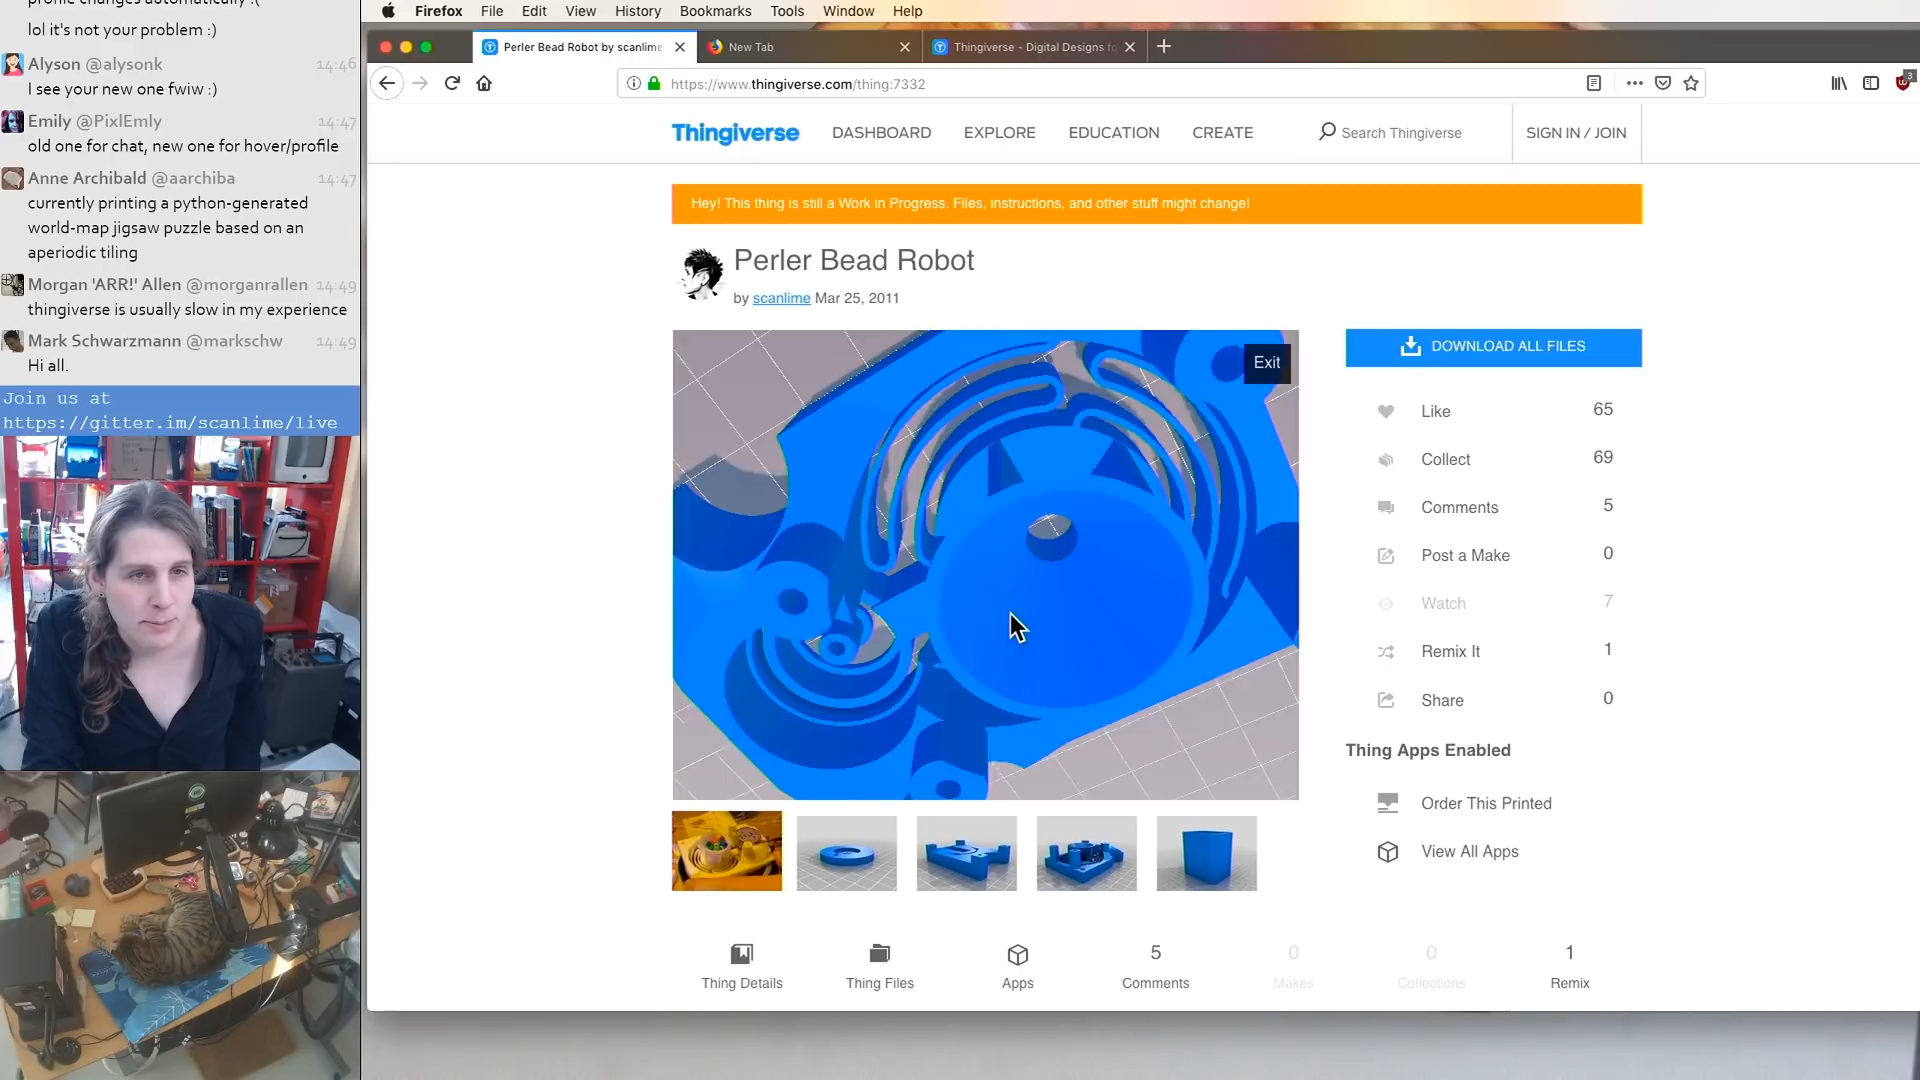 profile changes automatically :(
lol it's not your problem :)
Alyson @alysonk 14:46
I see your new one fwiw :)
Emily @PixlEmly 14:47
old one for chat, new one for hover/profile
Anne Archibald @aarchiba 14:47
currently printing a python-generated
world-map jigsaw puzzle based on an
aperiodic tiling
Morgan 'ARR!' Allen @morganrallen 14:49
thingiverse is usually slow in my experience
Mark Schwarzmann @markschw 14:49
Hi all.
Join us at
https://gitter.im/scanlime/live
Firefox File Edit View History Bookmarks Tools Window Help
Perler Bead Robot by scanlime
New Tab
Thingiverse - Digital Designs fo
https://www.thingiverse.com/thing:7332
3
Thingiverse
DASHBOARD
EXPLORE
EDUCATION
CREATE
Search Thingiverse
SIGN IN / JOIN
Hey! This thing is still a Work in Progress. Files, instructions, and other stuff might change!
Perler Bead Robot
by scanlime Mar 25, 2011
Exit
DOWNLOAD ALL FILES
Like 65
Collect 69
Comments 5
Post a Make 0
Watch 7
Remix It 1
Share 0
Thing Apps Enabled
Order This Printed
View All Apps
Thing Details
Thing Files
Apps
5
Comments
0
Makes
0
Collections
1
Remix